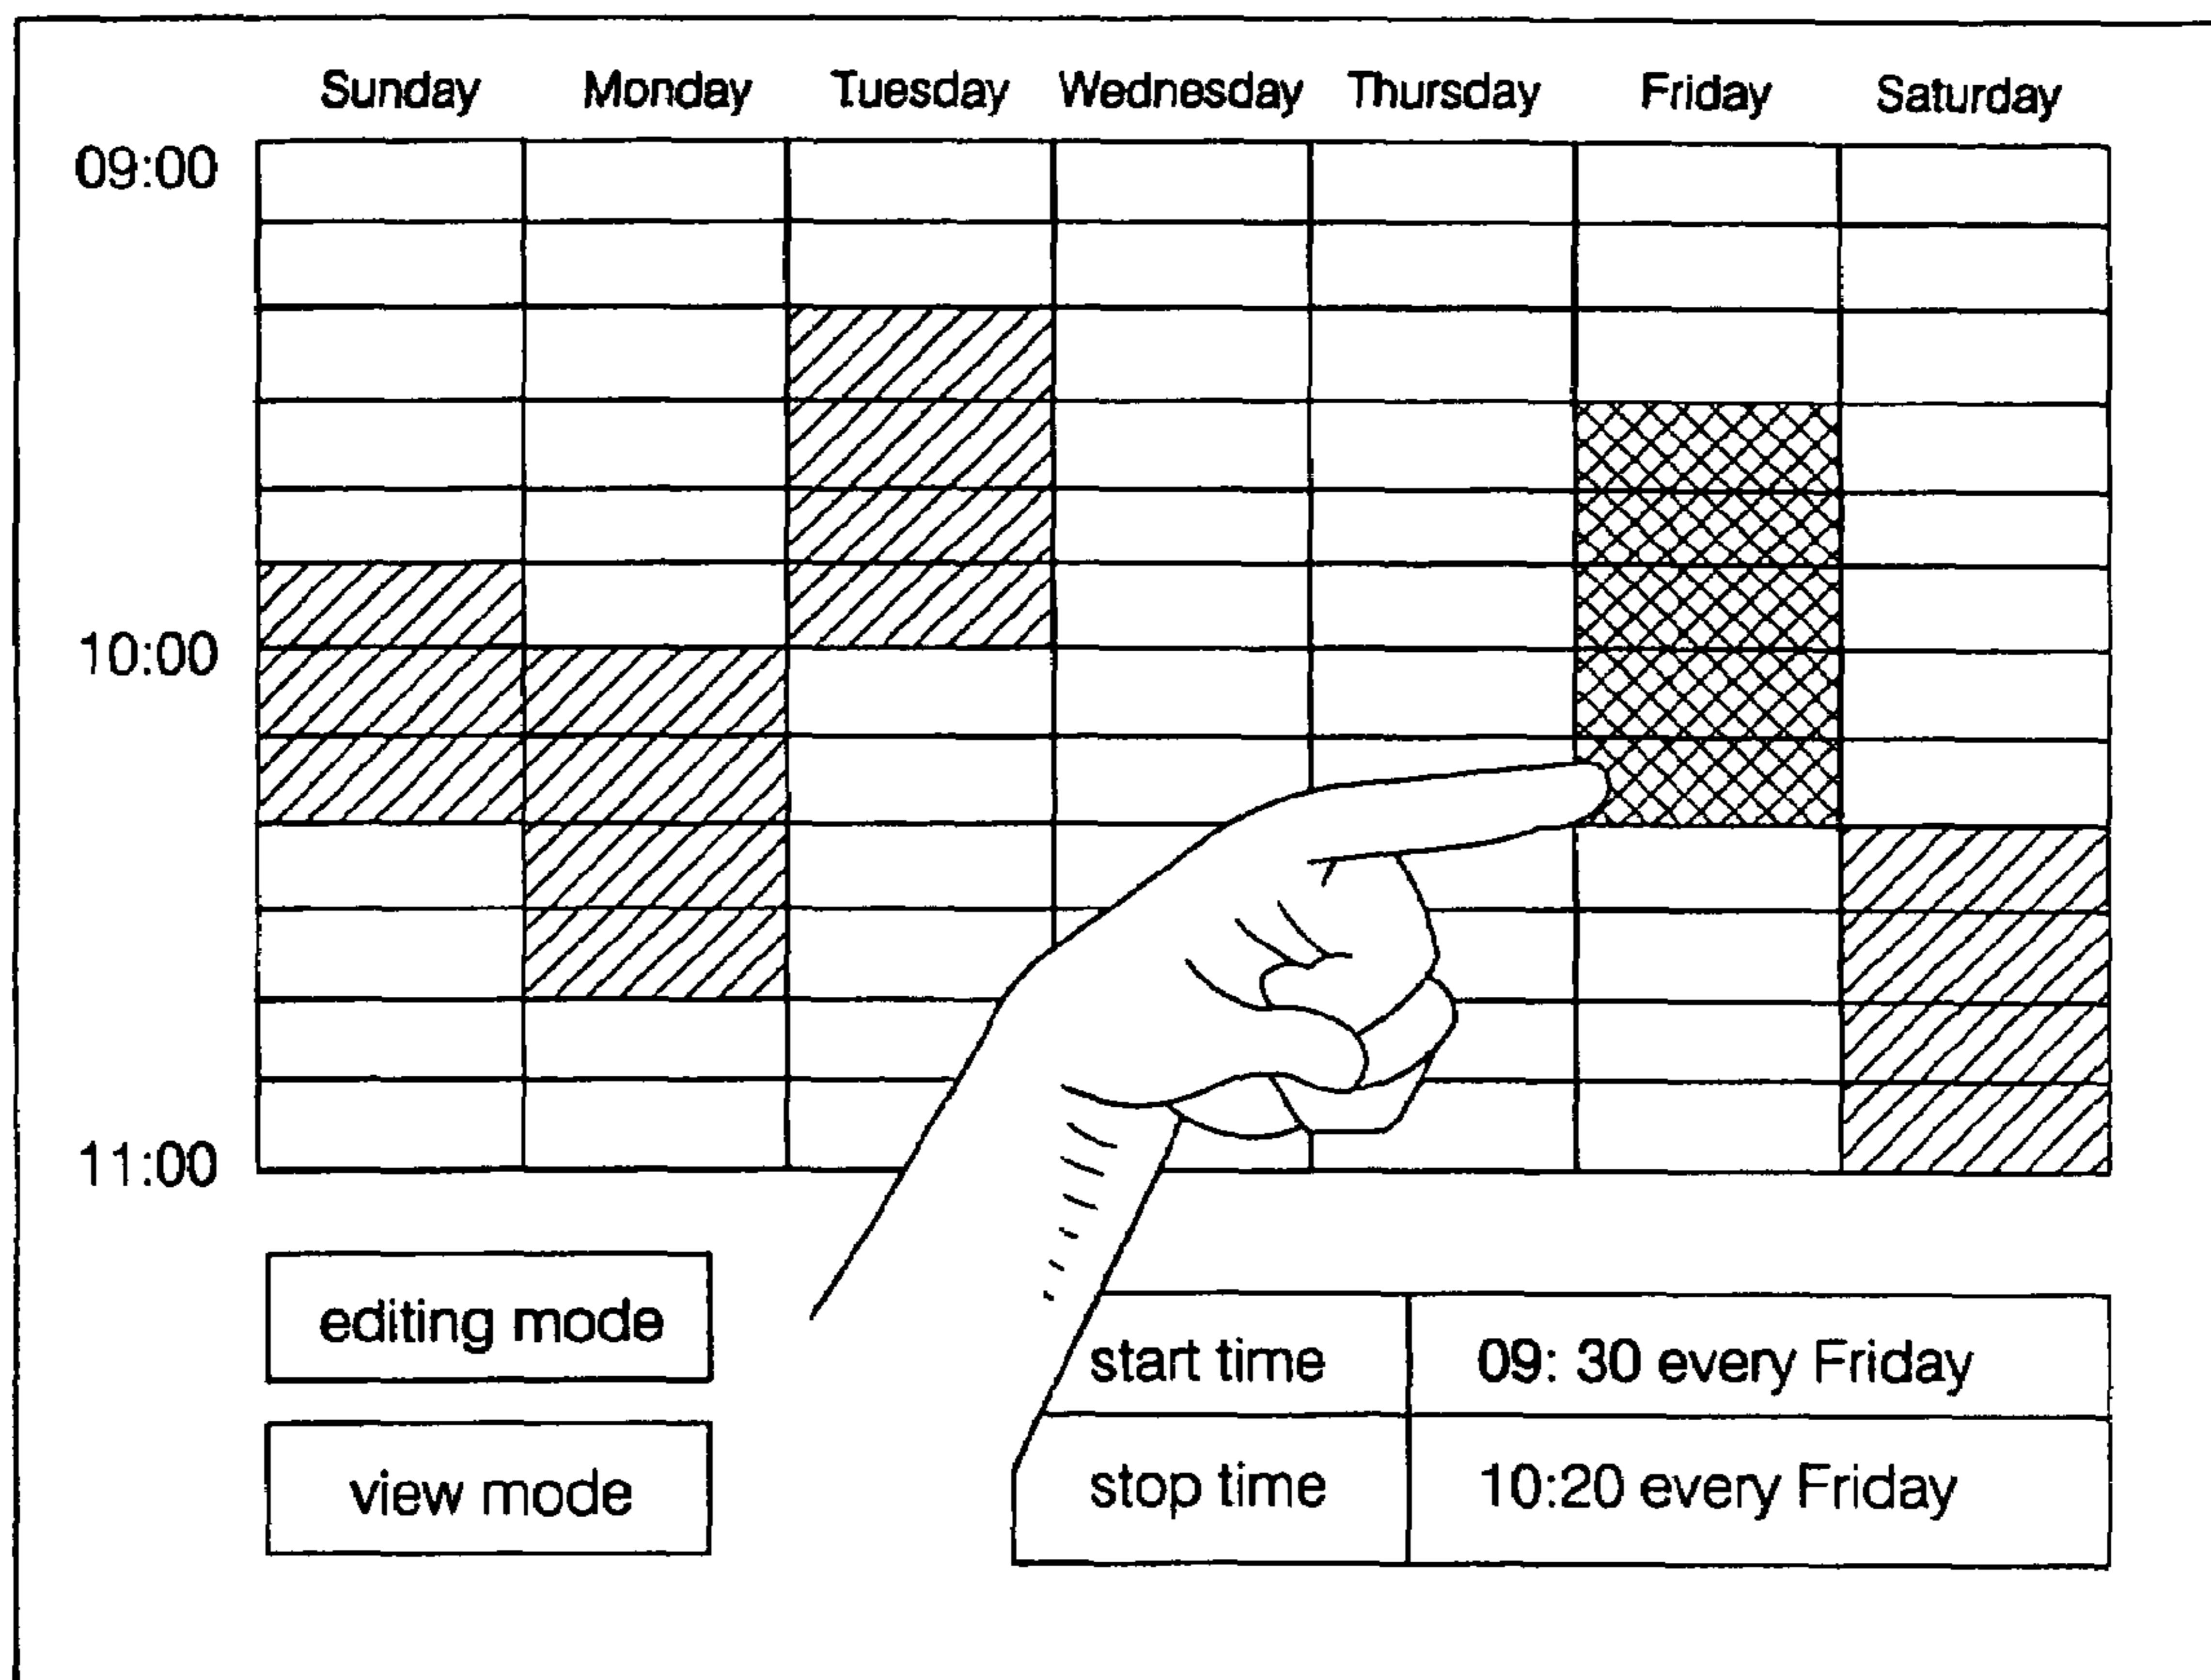 Sunday Monday Tuesday Wednesday Thursday Friday Saturday
09:00
10:00
11:00
editing mode
view mode
start time 09: 30 every Friday
stop time 10:20 every Friday